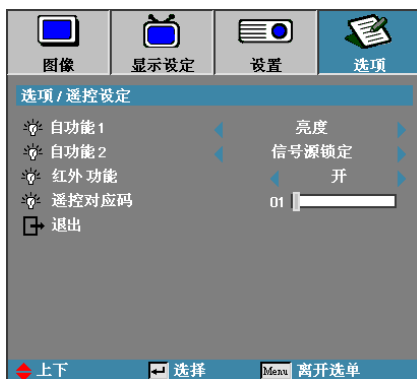 图像 显示设定 设置 选项
选项 / 遥控设定
自功能1 亮度
自功能2 信号源锁定
红外功能 开
遥控对应码 01
退出
上下 选择 Menu 离开选单